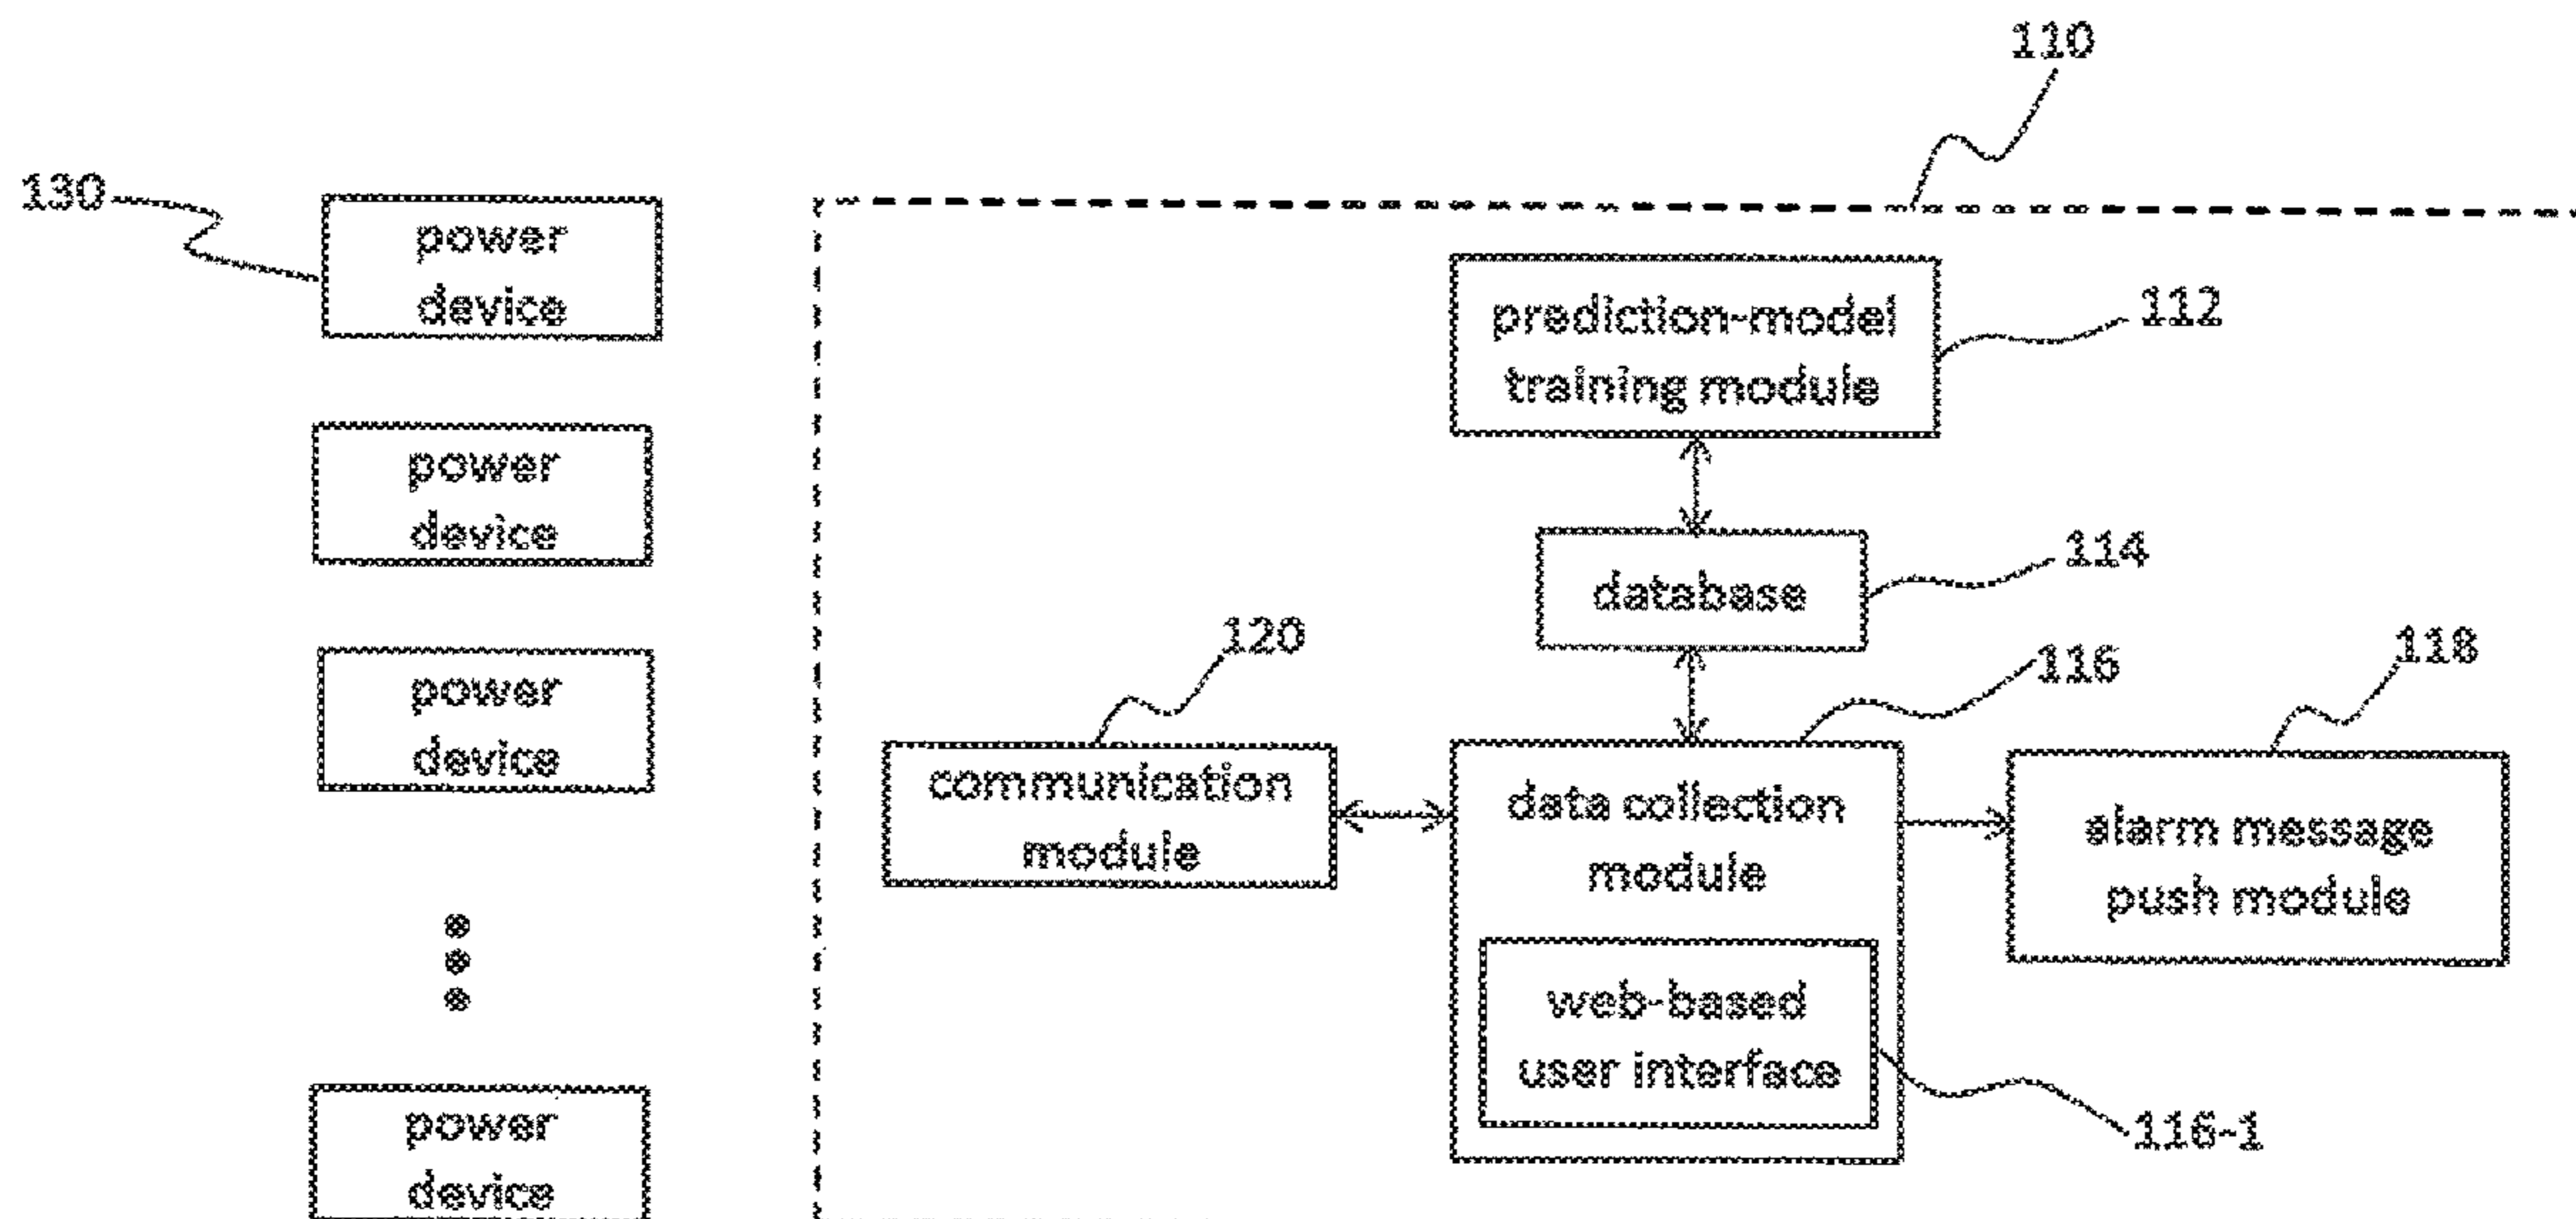 110
130
power
device
prediction-model
training module
112
power
device
database
114
120
116
118
power
device
communication
module
data collection
module
alarm message
push module
web-based
user interface
116-1
power
device